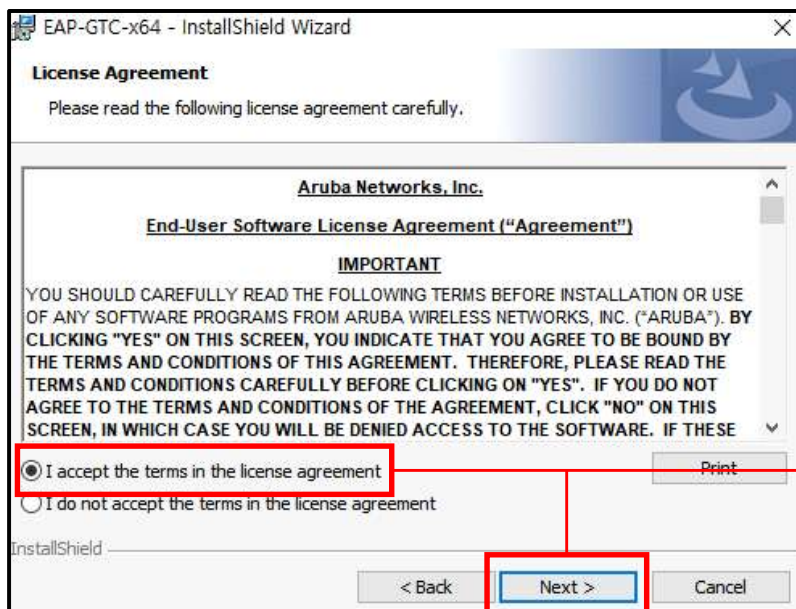 EAP-GTC-x64 - InstallShield Wizard
License Agreement
Please read the following license agreement carefully.
Aruba Networks, Inc.
End-User Software License Agreement (“Agreement”)
IMPORTANT
YOU SHOULD CAREFULLY READ THE FOLLOWING TERMS BEFORE INSTALLATION OR USE
OF ANY SOFTWARE PROGRAMS FROM ARUBA WIRELESS NETWORKS, INC. (“ARUBA”). BY
CLICKING "YES" ON THIS SCREEN, YOU INDICATE THAT YOU AGREE TO BE BOUND BY
THE TERMS AND CONDITIONS OF THIS AGREEMENT. THEREFORE, PLEASE READ THE
TERMS AND CONDITIONS CAREFULLY BEFORE CLICKING ON "YES". IF YOU DO NOT
AGREE TO THE TERMS AND CONDITIONS OF THE AGREEMENT, CLICK "NO" ON THIS
SCREEN, IN WHICH CASE YOU WILL BE DENIED ACCESS TO THE SOFTWARE. IF THESE
I accept the terms in the license agreement
Print
I do not accept the terms in the license agreement
InstallShield
< Back
Next >
Cancel